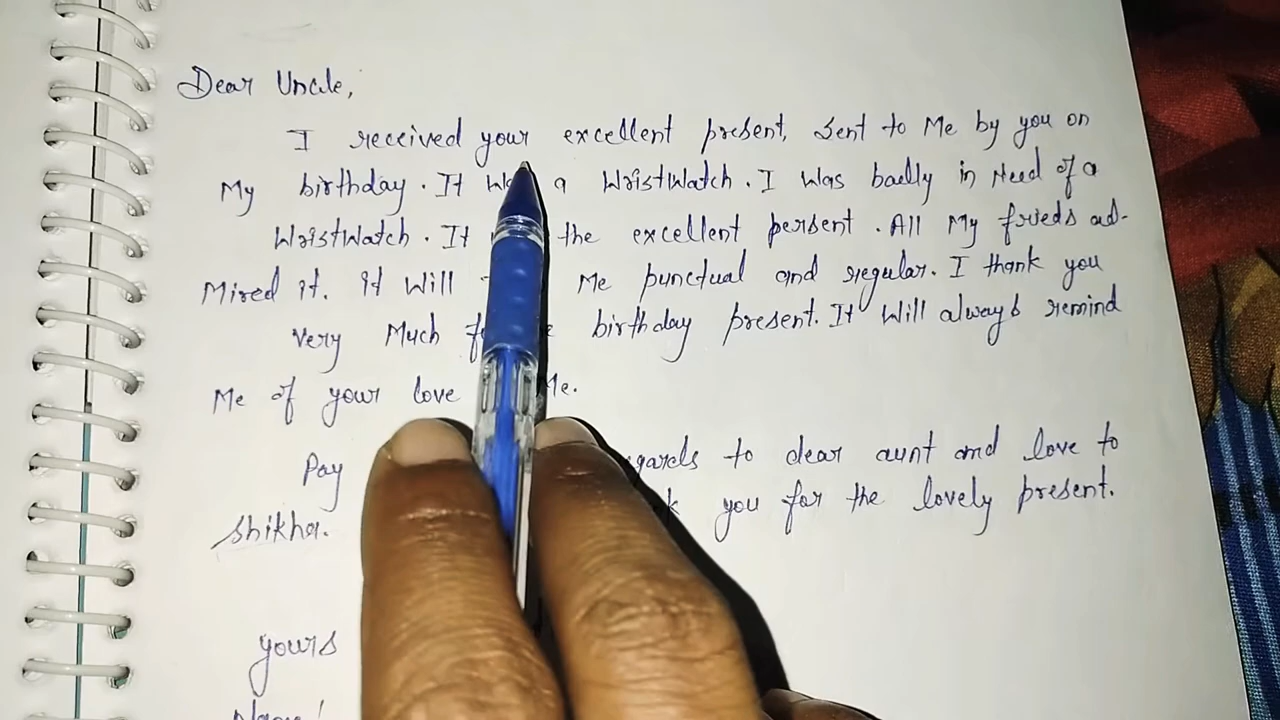 Dear Uncle,
I received your excellent present, sent to Me by you on
My birthday. It a WristWatch. I was badly in Need of a
WristWatch. It the excellent persent. All My frieds ad-
Mired it. it Will Me punctual and regular. I thank you
Very Much birthday present. It Will always remind
Me of your love Me.
Pay to dear aunt and love to
Shikha. you for the lovely present.
yours